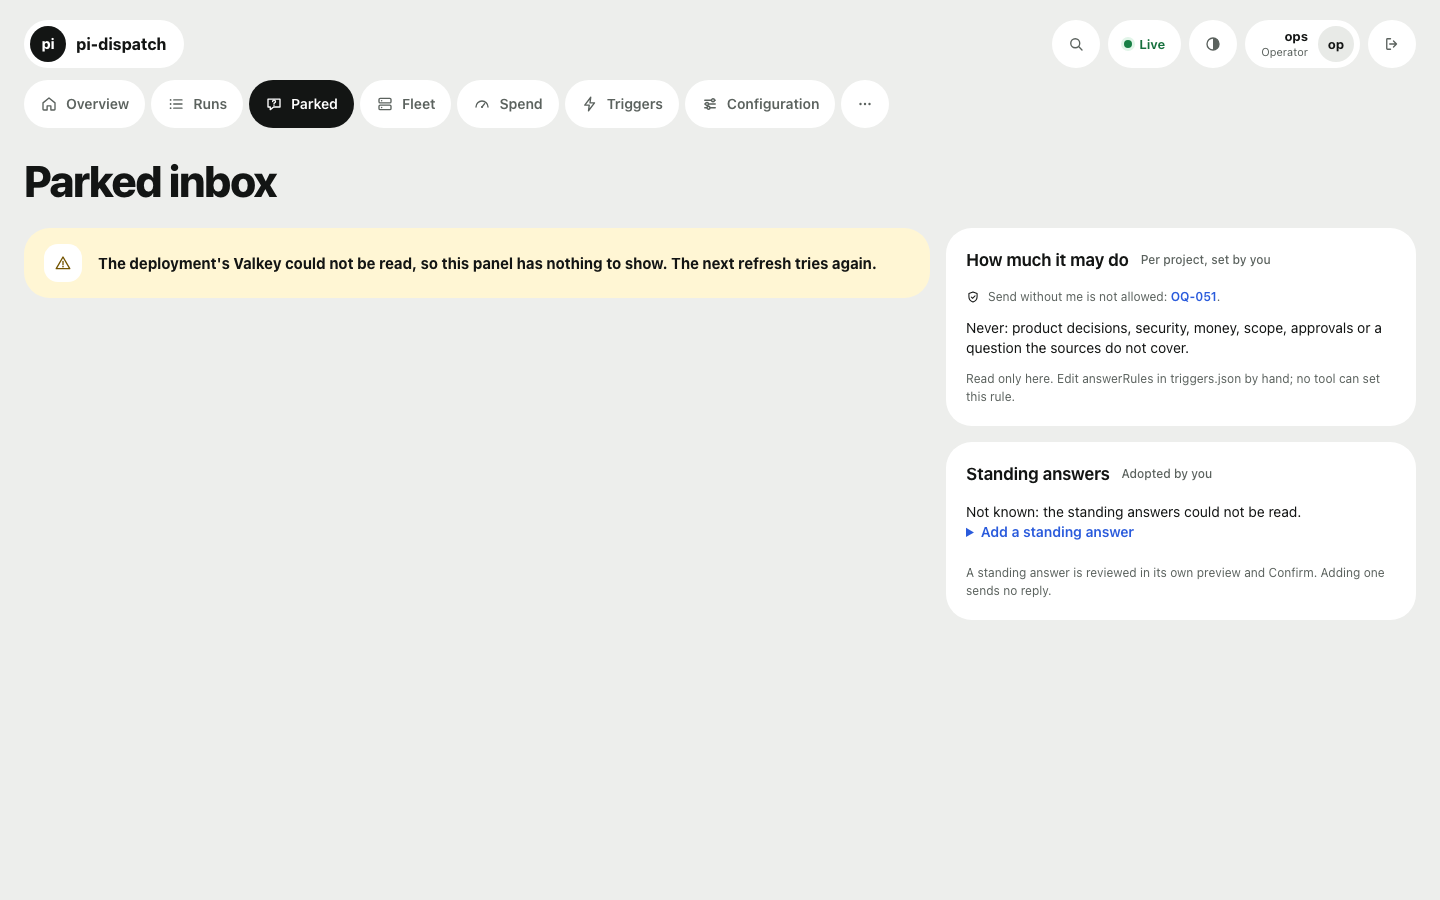 pi pi-dispatch
Live
ops
Operator
op
Overview Runs Parked Fleet Spend Triggers Configuration ...
Parked inbox
The deployment's Valkey could not be read, so this panel has nothing to show. The next refresh tries again.
How much it may do Per project, set by you
Send without me is not allowed: OQ-051.
Never: product decisions, security, money, scope, approvals or a
question the sources do not cover.
Read only here. Edit answerRules in triggers.json by hand; no tool can set
this rule.
Standing answers Adopted by you
Not known: the standing answers could not be read.
Add a standing answer
A standing answer is reviewed in its own preview and Confirm. Adding one
sends no reply.